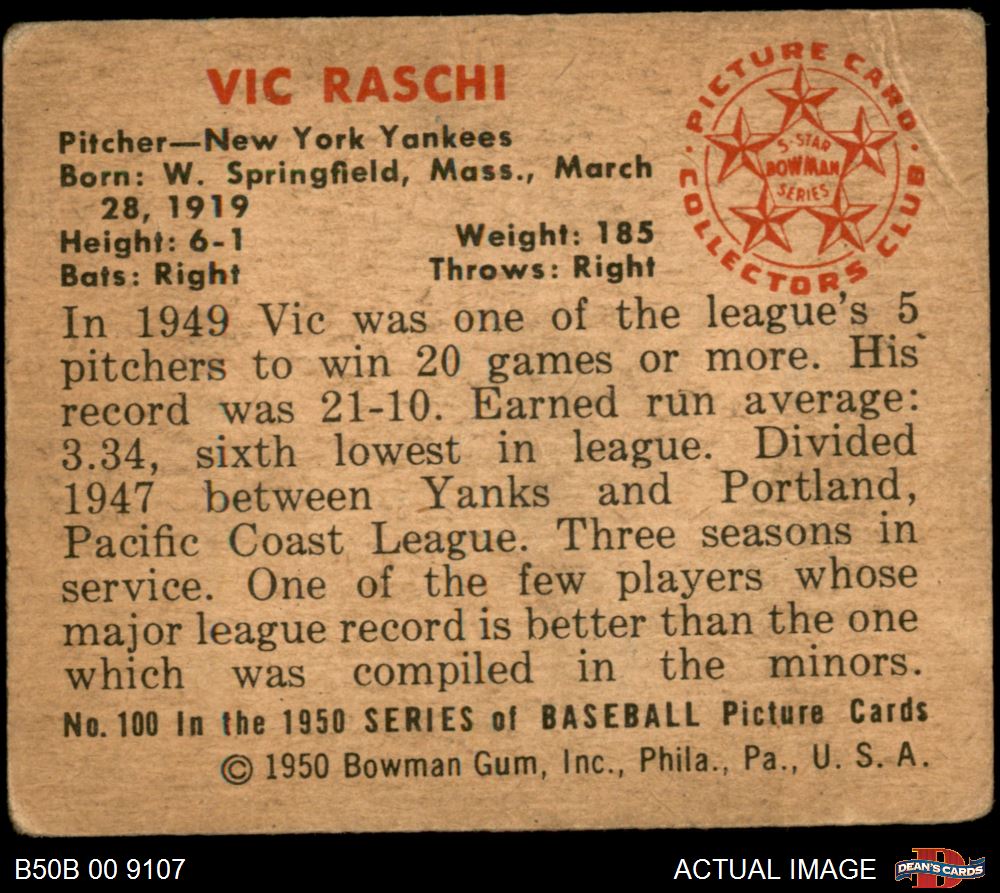 VIC RASCHI
Pitcher—New York Yankees
Born: W. Springfield, Mass., March
28, 1919
Height: 6-1 Weight: 185
Bats: Right Throws: Right
PICTURE CARD COLLECTORS CLUB
5-STAR
BOWMAN
SERIES
In 1949 Vic was one of the league's 5
pitchers to win 20 games or more. His
record was 21-10. Earned run average:
3.34, sixth lowest in league. Divided
1947 between Yanks and Portland,
Pacific Coast League. Three seasons in
service. One of the few players whose
major league record is better than the one
which was compiled in the minors.
No. 100 In the 1950 SERIES of BASEBALL Picture Cards
© 1950 Bowman Gum, Inc., Phila., Pa., U. S. A.
B50B 00 9107 ACTUAL IMAGE
D
DEAN'S CARDS